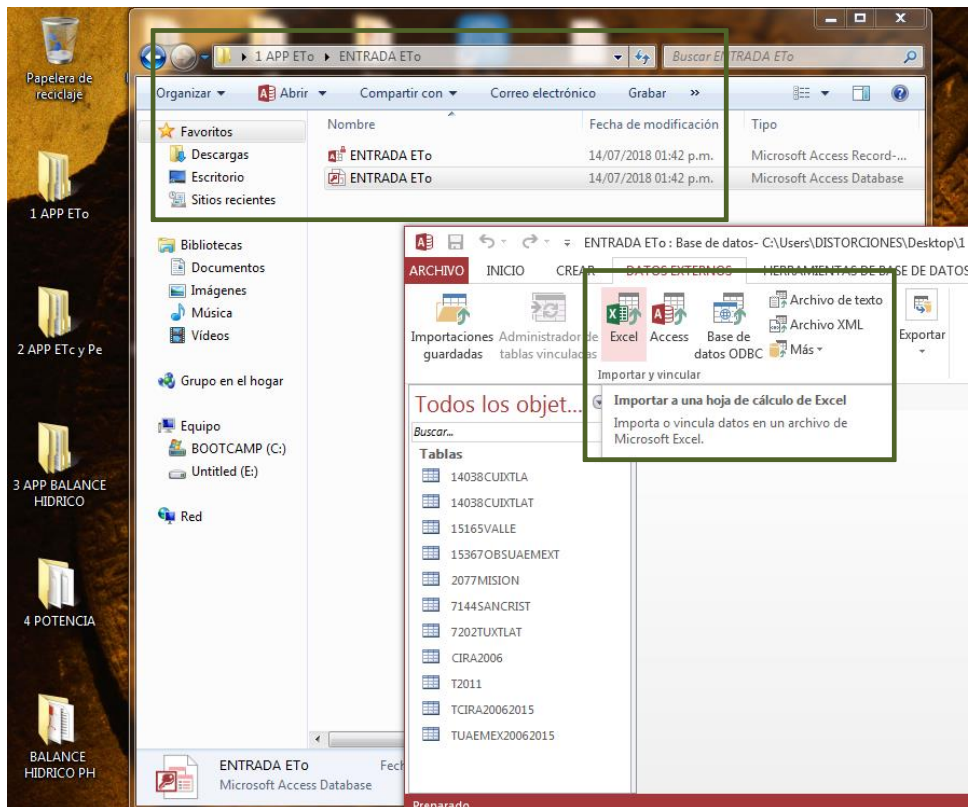 Papelera de
reciclaje
1 APP ETo
2 APP ETc y Pe
3 APP BALANCE
HIDRICO
4 POTENCIA
BALANCE
HIDRICO PH
1 APP ETo ▸ ENTRADA ETo
Buscar ENTRADA ETo
Organizar Abrir Compartir con Correo electrónico Grabar »
Nombre Fecha de modificación Tipo
ENTRADA ETo 14/07/2018 01:42 p.m. Microsoft Access Record-...
ENTRADA ETo 14/07/2018 01:42 p.m. Microsoft Access Database
Favoritos
Descargas
Escritorio
Sitios recientes
Bibliotecas
Documentos
Imágenes
Música
Vídeos
Grupo en el hogar
Equipo
BOOTCAMP (C:)
Untitled (E:)
Red
ENTRADA ETo Fech
Microsoft Access Database
ENTRADA ETo : Base de datos- C:\Users\DISTORCIONES\Desktop\1
ARCHIVO INICIO CREAR DATOS EXTERNOS HERRAMIENTAS DE BASE DE DATOS
Importaciones
guardadas
Administrador de
tablas vinculadas
Excel
Access
Base de
datos ODBC
Archivo de texto
Archivo XML
Más
Exportar
Importar y vincular
Importar a una hoja de cálculo de Excel
Importa o vincula datos en un archivo de
Microsoft Excel.
Todos los objet...
Buscar...
Tablas
14038CUIXTLA
14038CUIXTLAT
15165VALLE
15367OBSUAEMEXT
2077MISION
7144SANCRIST
7202TUXTLAT
CIRA2006
T2011
TCIRA20062015
TUAEMEX20062015
Preparado